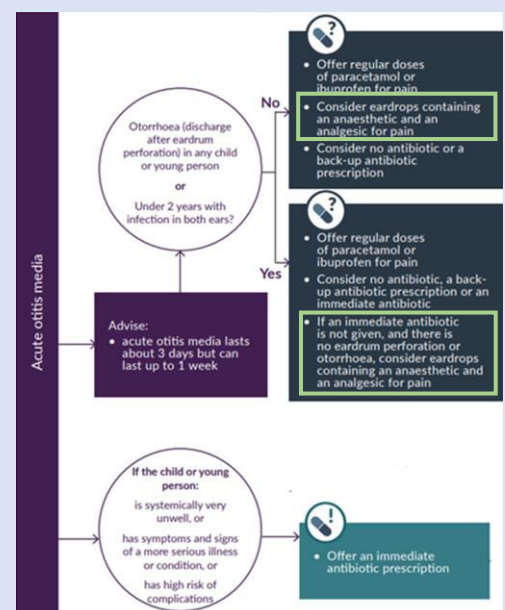 Acute otitis media
Otorrhoea (discharge
after eardrum
perforation) in any child
or young person
or
Under 2 years with
infection in both ears?
No
Yes
?
• Offer regular doses
of paracetamol or
ibuprofen for pain
• Consider eardrops containing
an anaesthetic and an
analgesic for pain
• Consider no antibiotic or a
back-up antibiotic
prescription
?
• Offer regular doses
of paracetamol or
ibuprofen for pain
• Consider no antibiotic, a back-
up antibiotic prescription or an
immediate antibiotic
• If an immediate antibiotic
is not given, and there is
no eardrum perforation or
otorrhoea, consider eardrops
containing an anaesthetic and
an analgesic for pain
Advise:
• acute otitis media lasts
about 3 days but can
last up to 1 week
If the child or young
person:
is systemically very
unwell, or
has symptoms and signs
of a more serious illness
or condition, or
has high risk of
complications
!
• Offer an immediate
antibiotic prescription